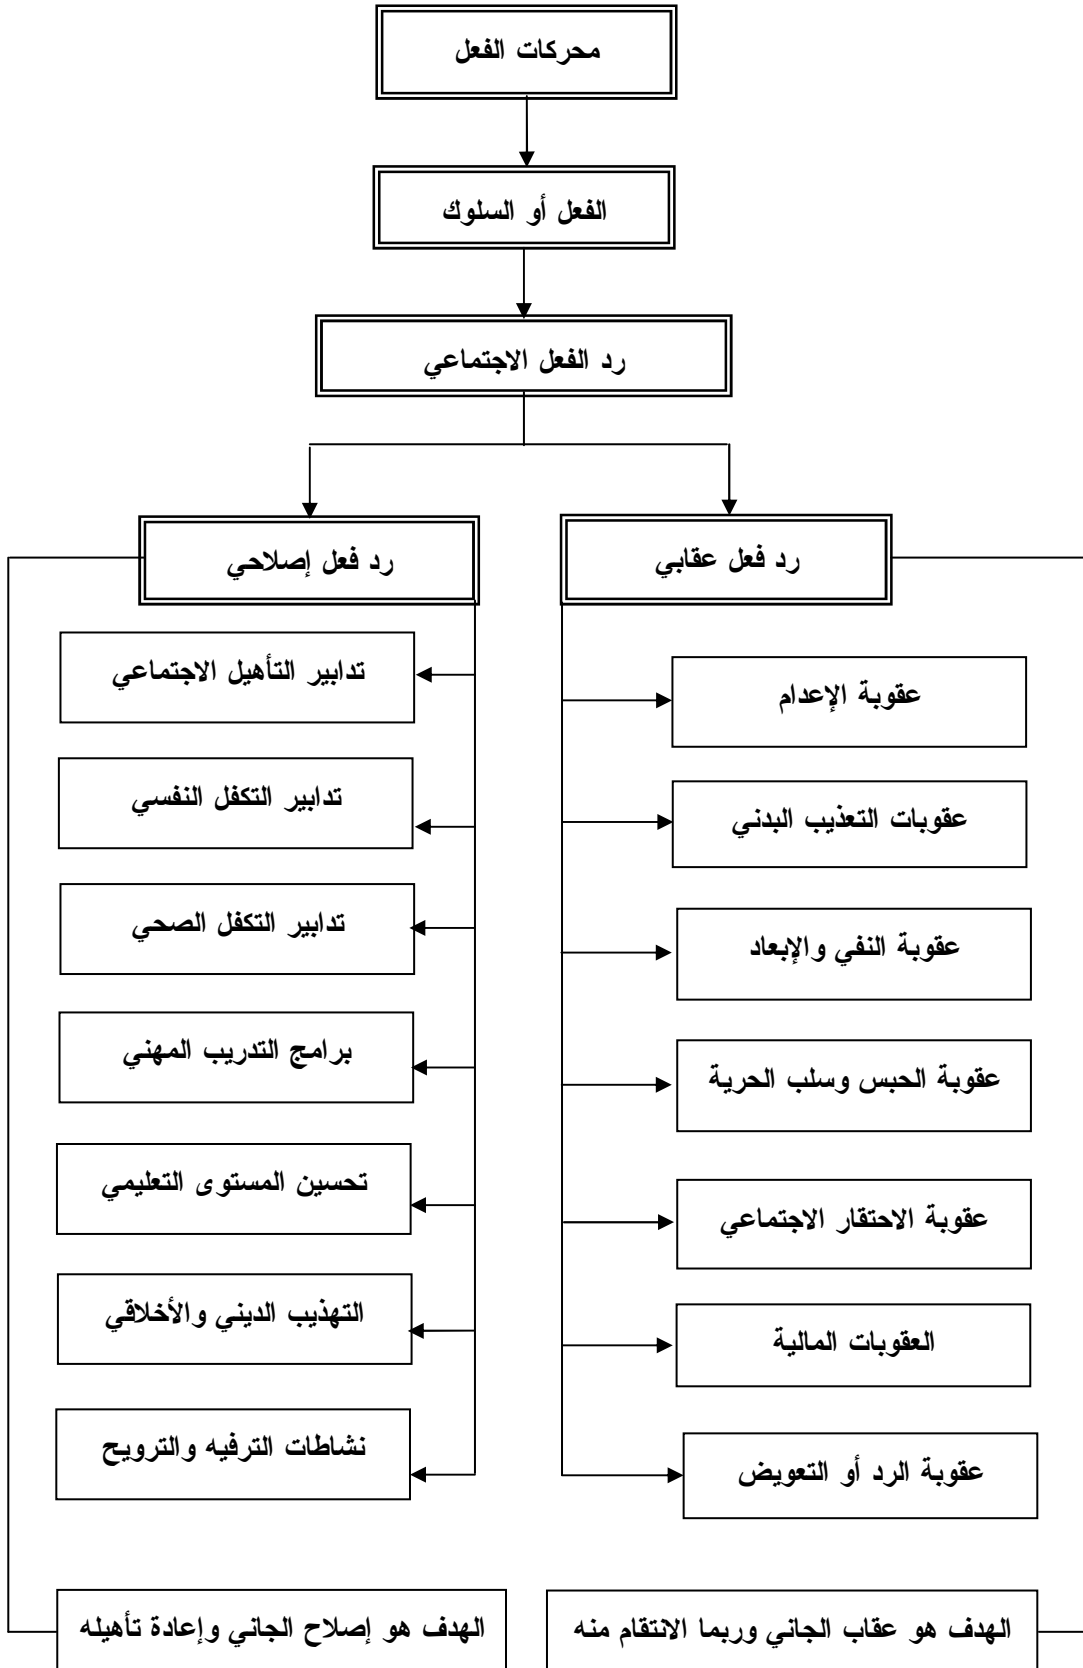 محركات الفعل
الفعل أو السلوك
رد الفعل الاجتماعي
رد فعل عقابي
رد فعل إصلاحي
عقوبة الإعدام
عقوبات التعذيب البدني
عقوبة النفي والإبعاد
عقوبة الحبس وسلب الحرية
عقوبة الاحتقار الاجتماعي
العقوبات المالية
عقوبة الرد أو التعويض
الهدف هو عقاب الجاني وربما الانتقام منه
تدابير التأهيل الاجتماعي
تدابير التكفل النفسي
تدابير التكفل الصحي
برامج التدريب المهني
تحسين المستوى التعليمي
التهذيب الديني والأخلاقي
نشاطات الترفيه والترويح
الهدف هو إصلاح الجاني وإعادة تأهيله